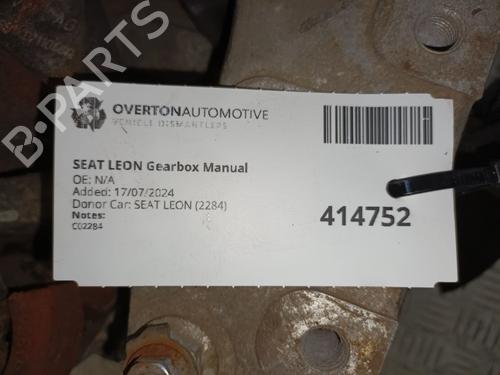 B-PARTS
OVERTONAUTOMOTIVE
VEHICLE DISMANTLERS
SEAT LEON Gearbox Manual
OE: N/A
Added: 17/07/2024
Donor Car: SEAT LEON (2284)
Notes:
C02284
414752